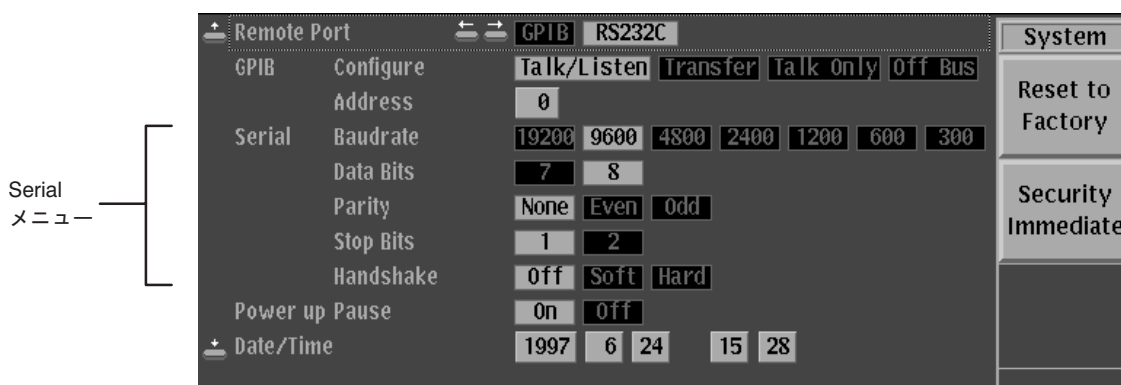 Remote Port GPIB RS232C
GPIB Configure Talk/Listen Transfer Talk Only Off Bus
Address 0
Serial Baudrate 19200 9600 4800 2400 1200 600 300
Data Bits 7 8
Parity None Even Odd
Stop Bits 1 2
Handshake Off Soft Hard
Power up Pause On Off
Date/Time 1997 6 24 15 28
System
Reset to
Factory
Security
Immediate
Serial
メニュー